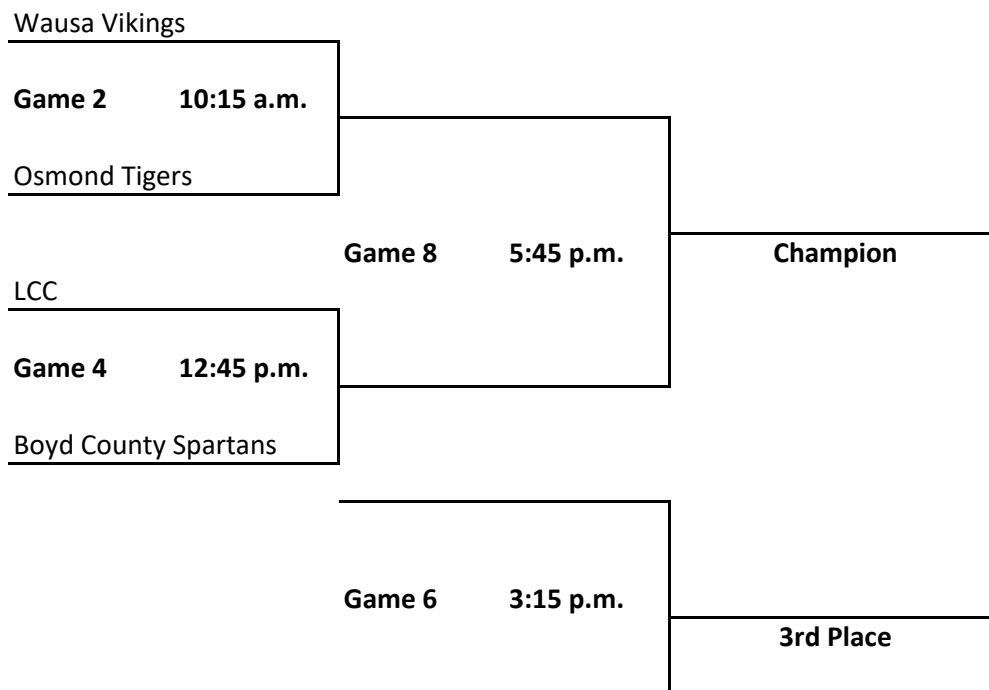 Wausa Vikings
Game 2 10:15 a.m.
Osmond Tigers
Game 8 5:45 p.m.
Champion
LCC
Game 4 12:45 p.m.
Boyd County Spartans
Game 6 3:15 p.m.
3rd Place